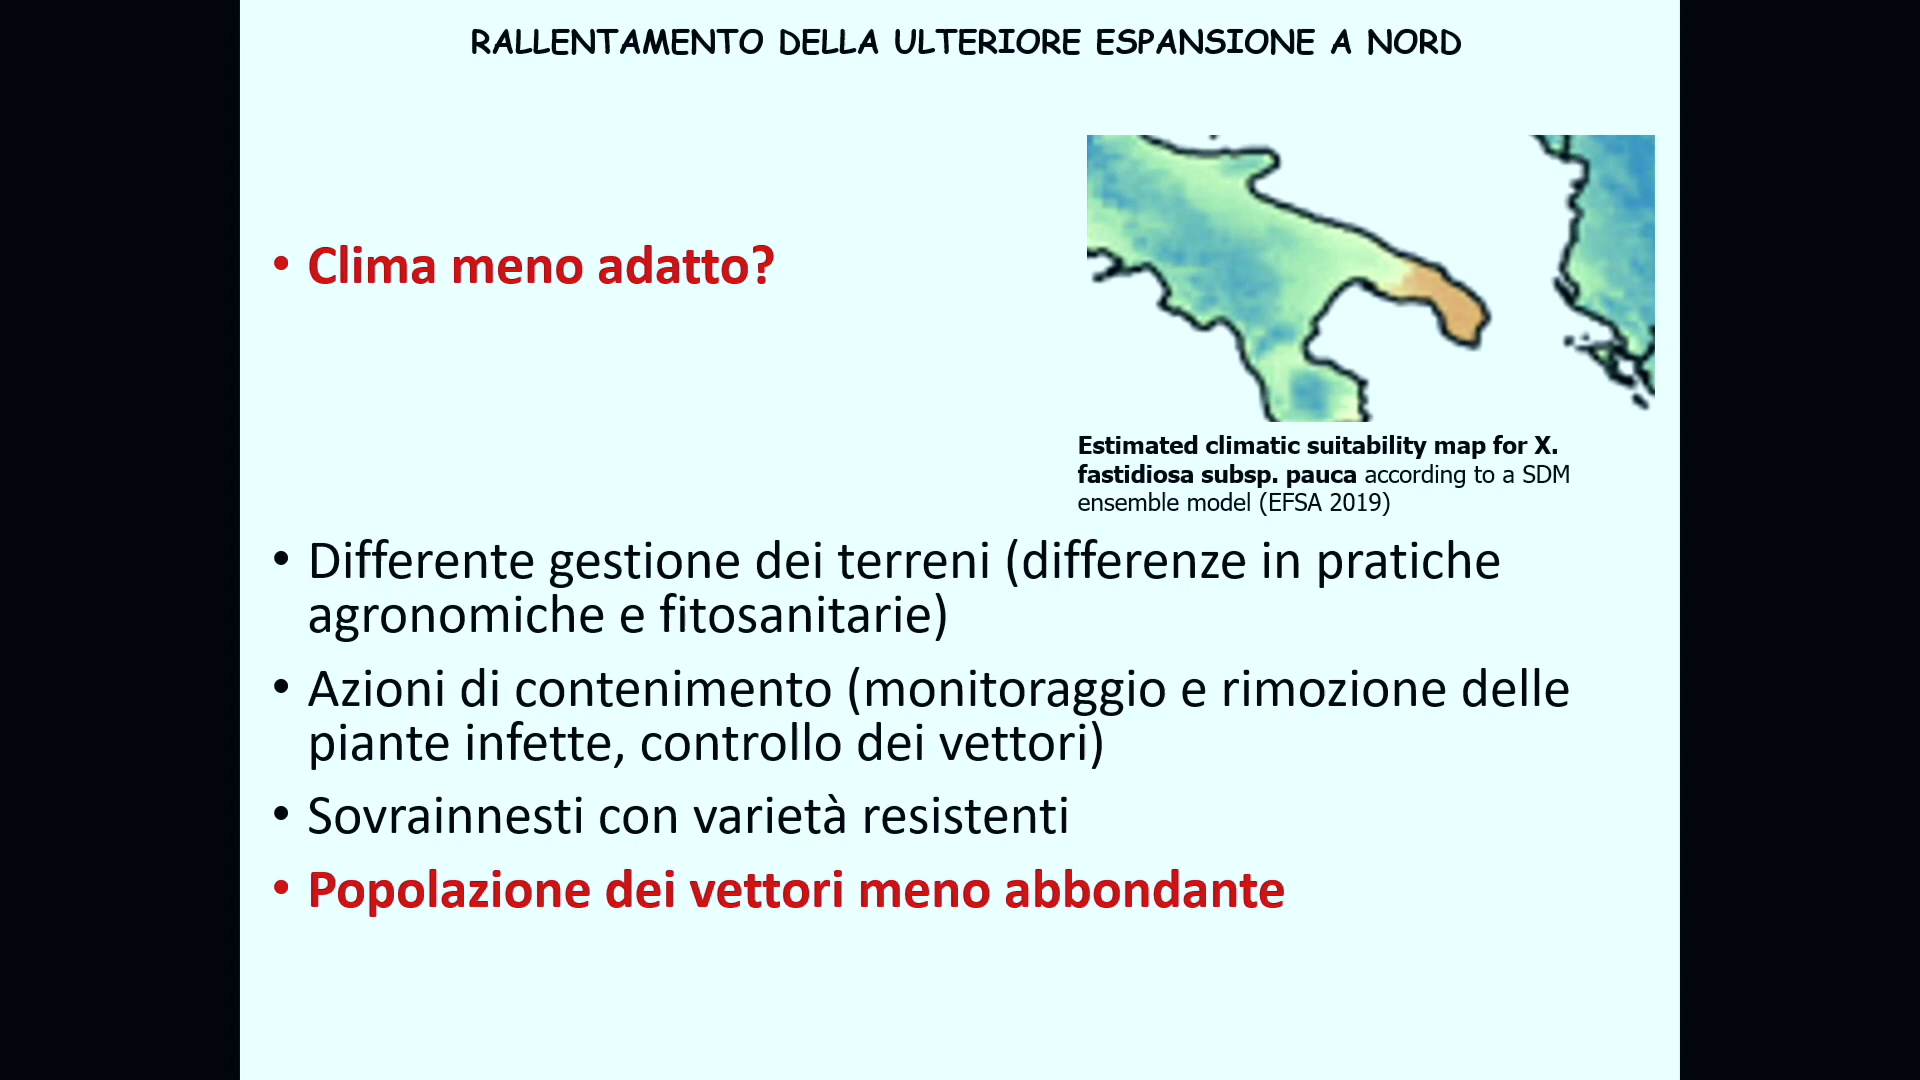 RALLENTAMENTO DELLA ULTERIORE ESPANSIONE A NORD
• Clima meno adatto?
Estimated climatic suitability map for X.
fastidiosa subsp. pauca according to a SDM
ensemble model (EFSA 2019)
• Differente gestione dei terreni (differenze in pratiche
agronomiche e fitosanitarie)
• Azioni di contenimento (monitoraggio e rimozione delle
piante infette, controllo dei vettori)
• Sovrainnesti con varietà resistenti
• Popolazione dei vettori meno abbondante